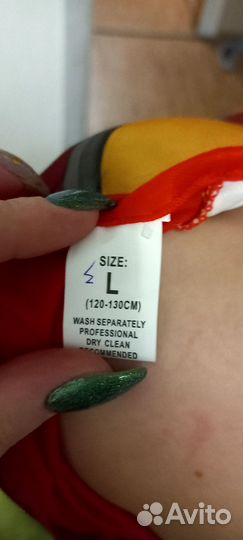 SIZE:
L
(120-130CM)
WASH SEPARATELY
PROFESSIONAL
DRY CLEAN
RECOMMENDED
Avito